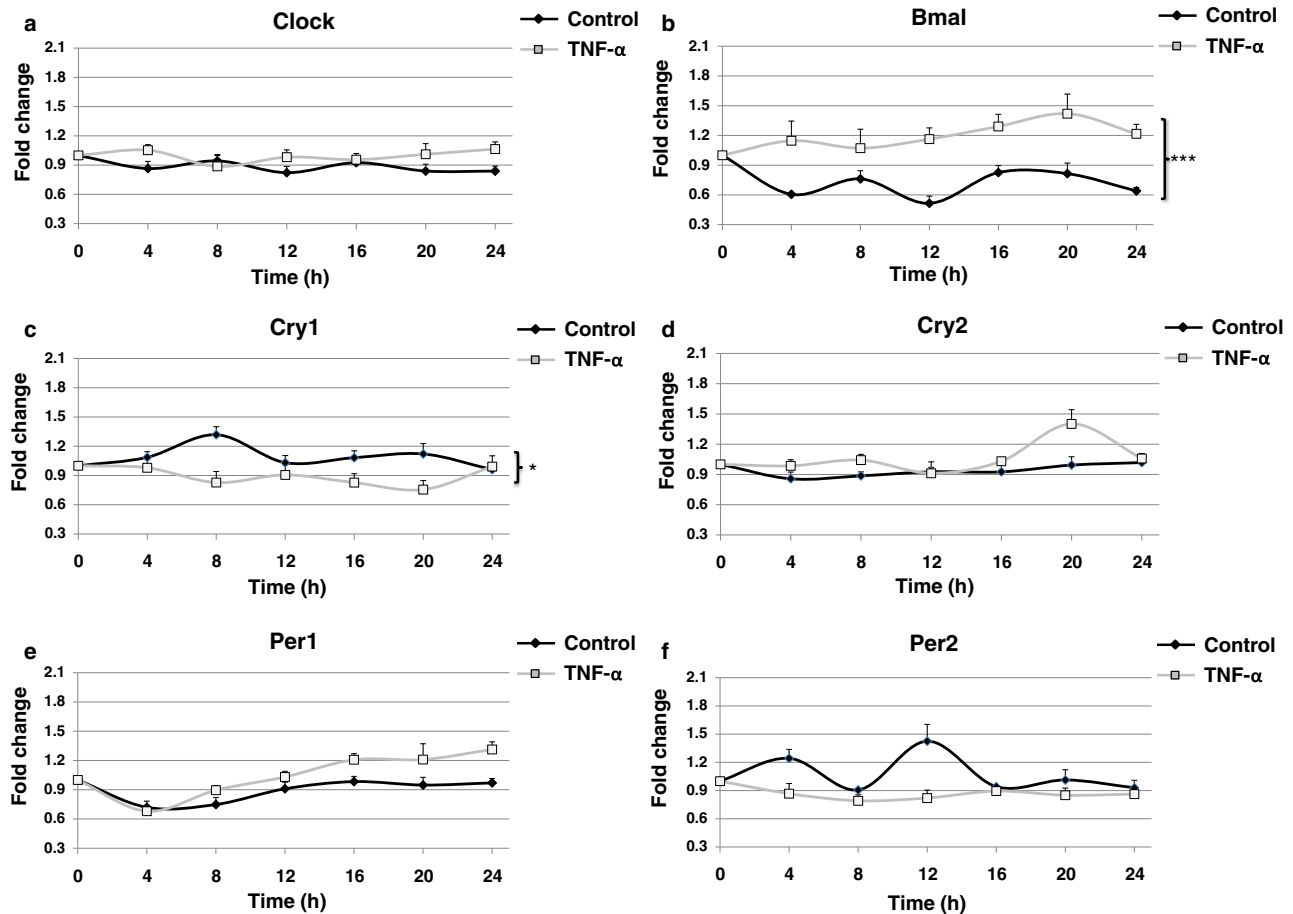 a
Clock
Control
TNF-α
Fold change
2.1
1.8
1.5
1.2
0.9
0.6
0.3
0 4 8 12 16 20 24
Time (h)
b
Bmal
Control
TNF-α
Fold change
2.1
1.8
1.5
1.2
0.9
0.6
0.3
***
0 4 8 12 16 20 24
Time (h)
c
Cry1
Control
TNF-α
Fold change
2.1
1.8
1.5
1.2
0.9
0.6
0.3
*
0 4 8 12 16 20 24
Time (h)
d
Cry2
Control
TNF-α
Fold change
2.1
1.8
1.5
1.2
0.9
0.6
0.3
0 4 8 12 16 20 24
Time (h)
e
Per1
Control
TNF-α
Fold change
2.1
1.8
1.5
1.2
0.9
0.6
0.3
0 4 8 12 16 20 24
Time (h)
f
Per2
Control
TNF-α
Fold change
2.1
1.8
1.5
1.2
0.9
0.6
0.3
0 4 8 12 16 20 24
Time (h)